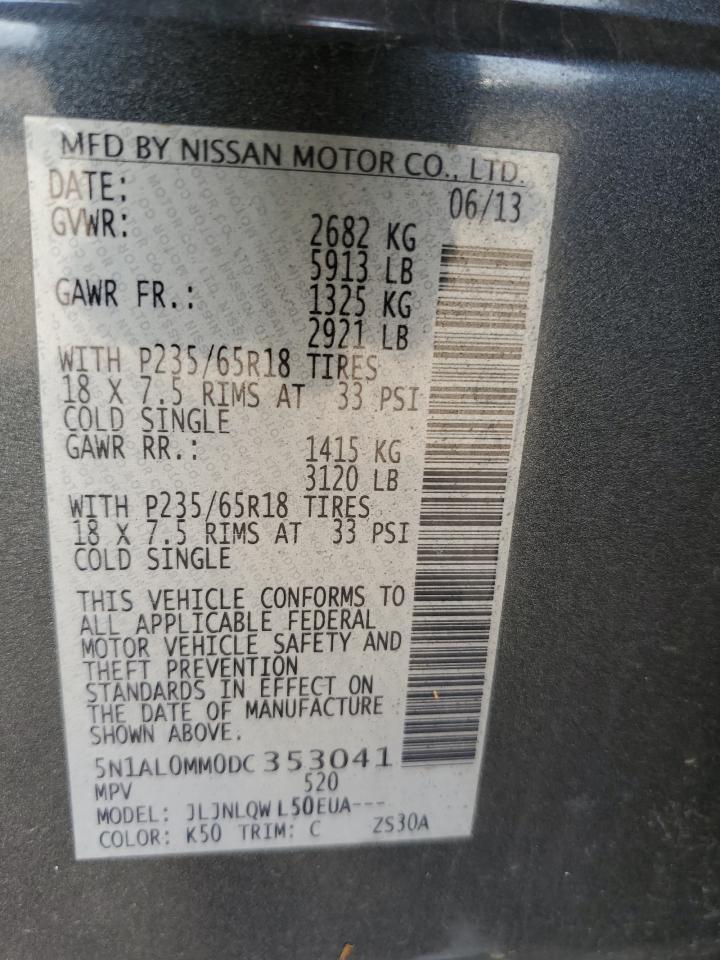 MFD BY NISSAN MOTOR CO., LTD.
DATE: 06/13
GVWR: 2682 KG
5913 LB
GAWR FR.: 1325 KG
2921 LB
WITH P235/65R18 TIRES
18 X 7.5 RIMS AT 33 PSI
COLD SINGLE
GAWR RR.: 1415 KG
3120 LB
WITH P235/65R18 TIRES
18 X 7.5 RIMS AT 33 PSI
COLD SINGLE
THIS VEHICLE CONFORMS TO
ALL APPLICABLE FEDERAL
MOTOR VEHICLE SAFETY AND
THEFT PREVENTION
STANDARDS IN EFFECT ON
THE DATE OF MANUFACTURE
SHOWN ABOVE.
5N1AL0MM0DC353041
MPV 520
MODEL: JLJNLQWL50EUA---
COLOR: K50 TRIM: C ZS30A